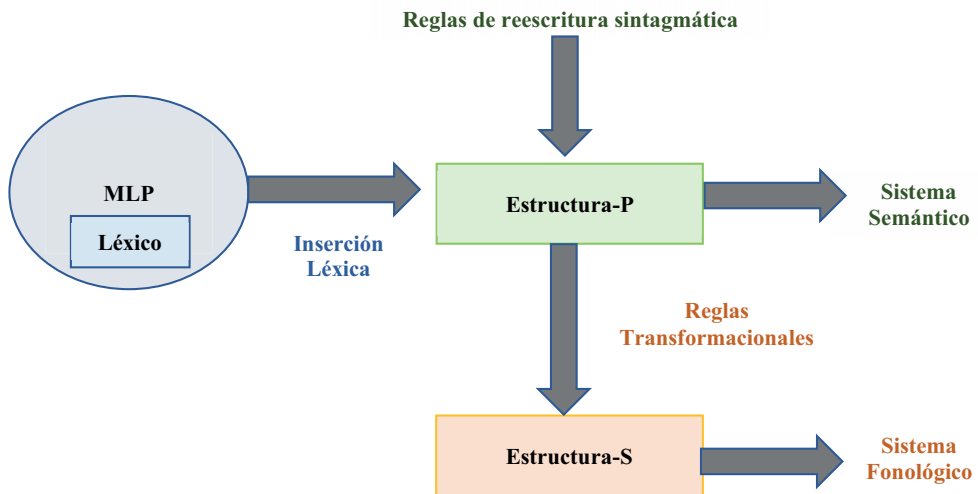 Reglas de reescritura sintagmática
MLP
Léxico
Inserción
Léxica
Estructura-P
Sistema
Semántico
Reglas
Transformacionales
Estructura-S
Sistema
Fonológico